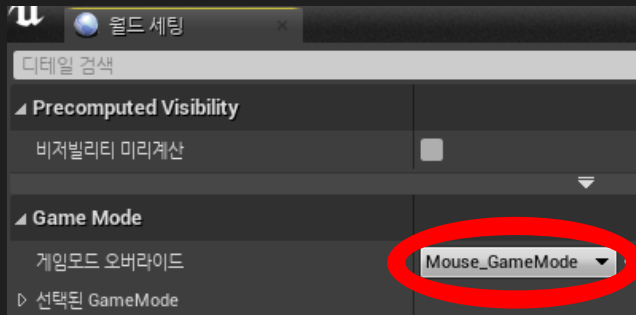 월드 세팅
디테일 검색
Precomputed Visibility
비저빌리티 미리계산
Game Mode
게임모드 오버라이드 Mouse_GameMode
선택된 GameMode